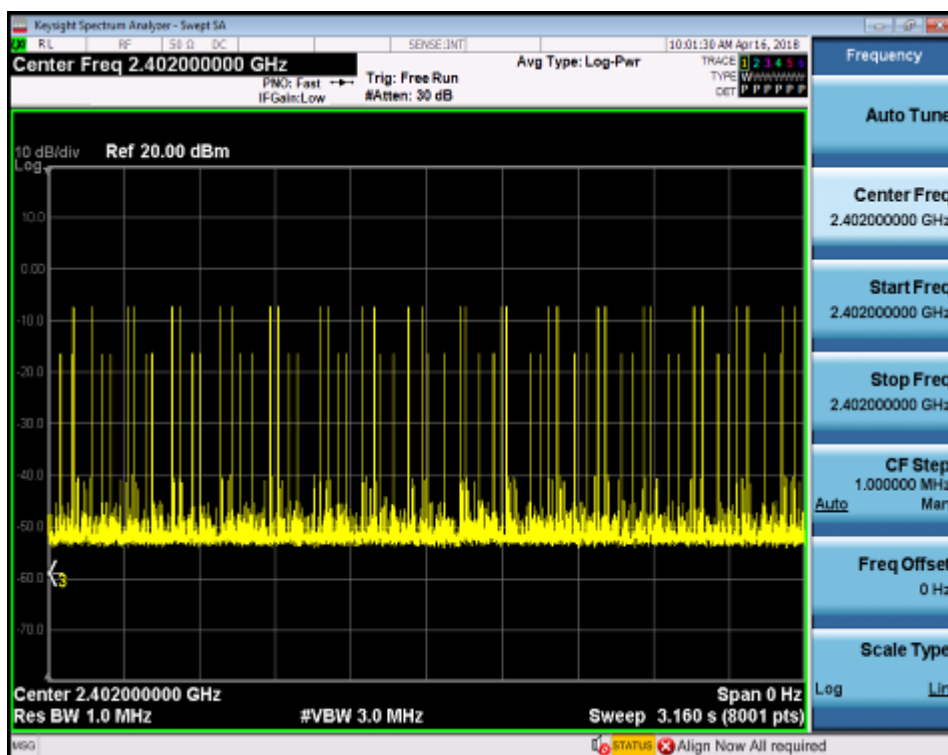 Keysight Spectrum Analyzer - Swept SA
RL RF 50 Ω DC SENSE:INT 10:01:30 AM Apr 16, 2018
Center Freq 2.402000000 GHz
PNO: Fast
IFGain:Low
Trig: Free Run
#Atten: 30 dB
Avg Type: Log-Pwr
TRACE 1 2 3 4 5 6
TYPE W W W W W W
DET P P P P P P
10 dB/div
Log
Ref 20.00 dBm
10.0
0.00
-10.0
-20.0
-30.0
-40.0
-50.0
-60.0
3
-70.0
Center 2.402000000 GHz
Span 0 Hz
Res BW 1.0 MHz
#VBW 3.0 MHz
Sweep 3.160 s (8001 pts)
MSG
STATUS
Align Now All required
Frequency
Auto Tune
Center Freq
2.402000000 GHz
Start Freq
2.402000000 GHz
Stop Freq
2.402000000 GHz
CF Step
1.000000 MHz
Auto Man
Freq Offset
0 Hz
Scale Type
Log Lin